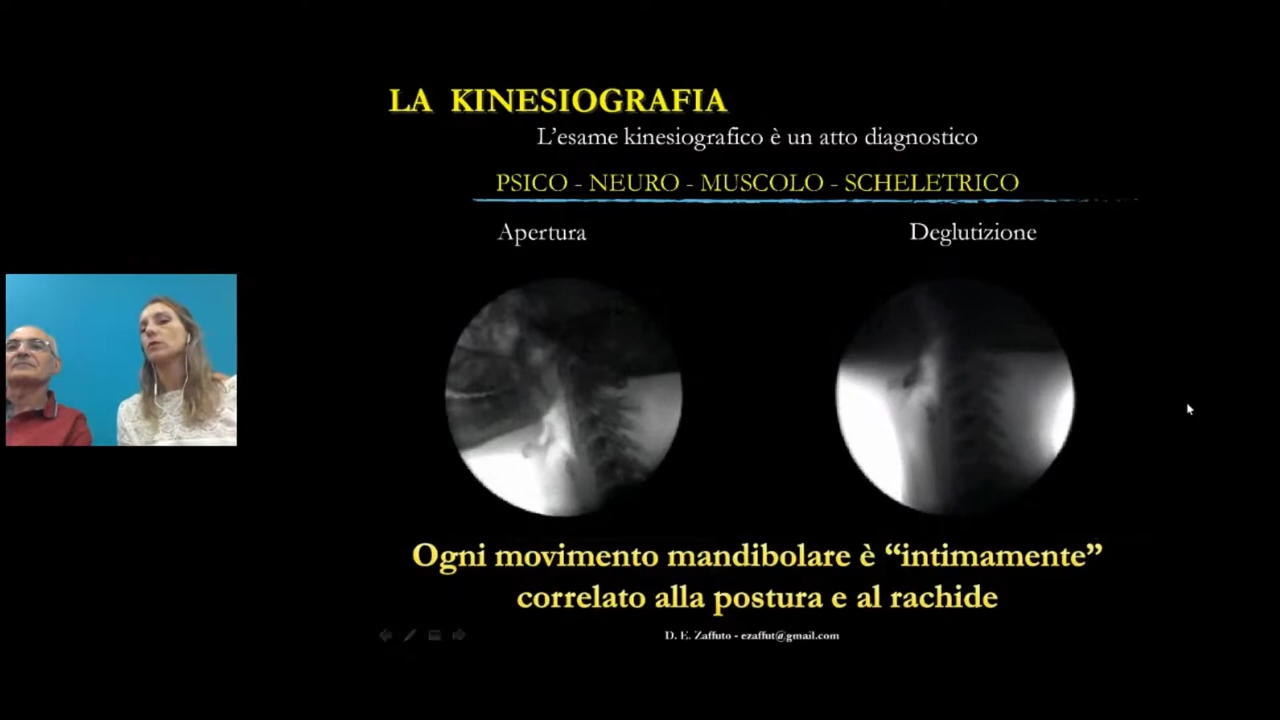 LA KINESIOGRAFIA
L’esame kinesiografico è un atto diagnostico
PSICO - NEURO - MUSCOLO - SCHELETRICO
Apertura
Deglutizione
Ogni movimento mandibolare è “intimamente”
correlato alla postura e al rachide
D. E. Zaffuto - ezaffut@gmail.com